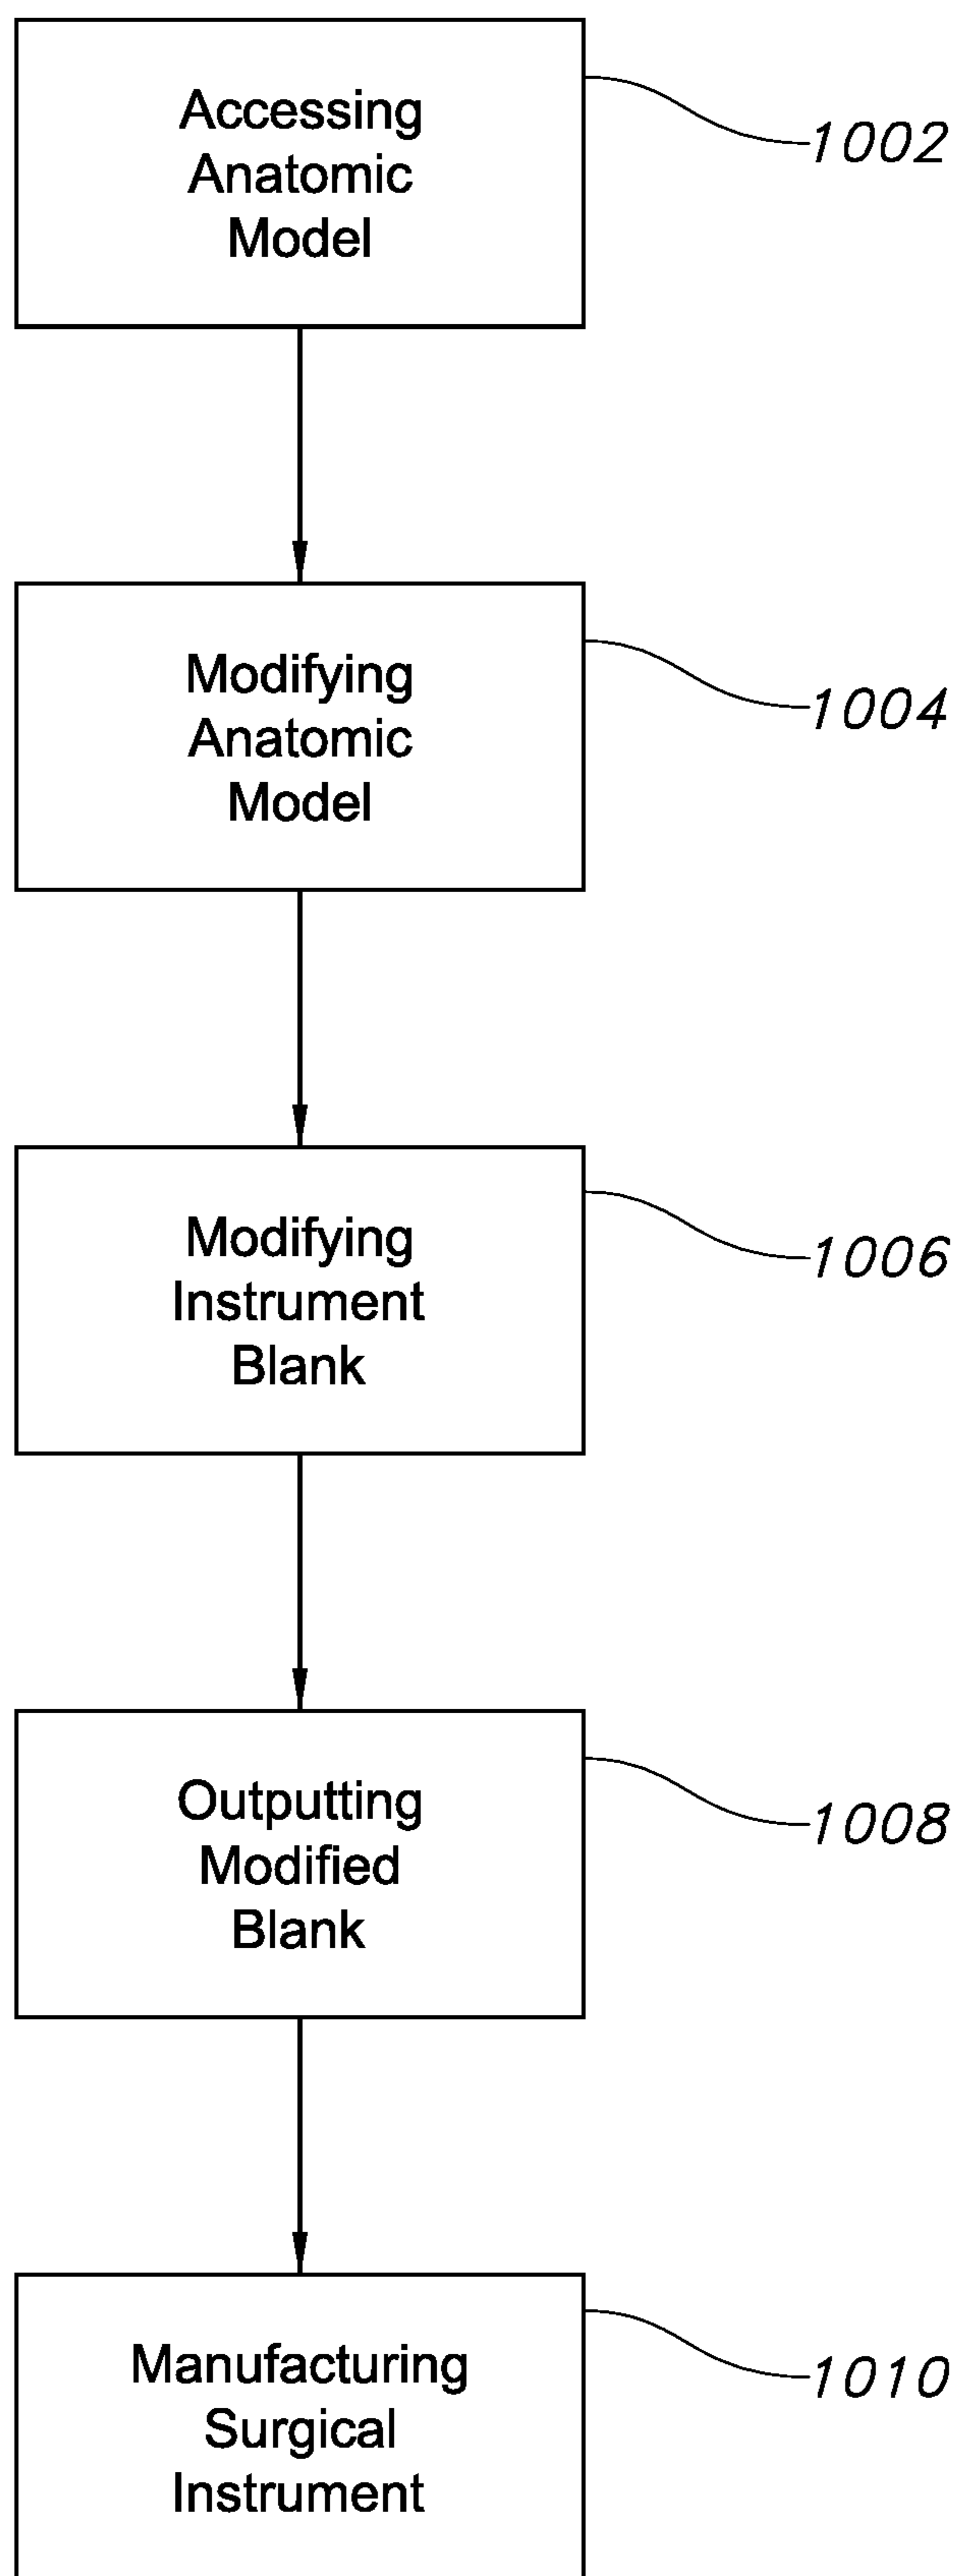 Accessing
Anatomic
Model
1002
Modifying
Anatomic
Model
1004
Modifying
Instrument
Blank
1006
Outputting
Modified
Blank
1008
Manufacturing
Surgical
Instrument
1010